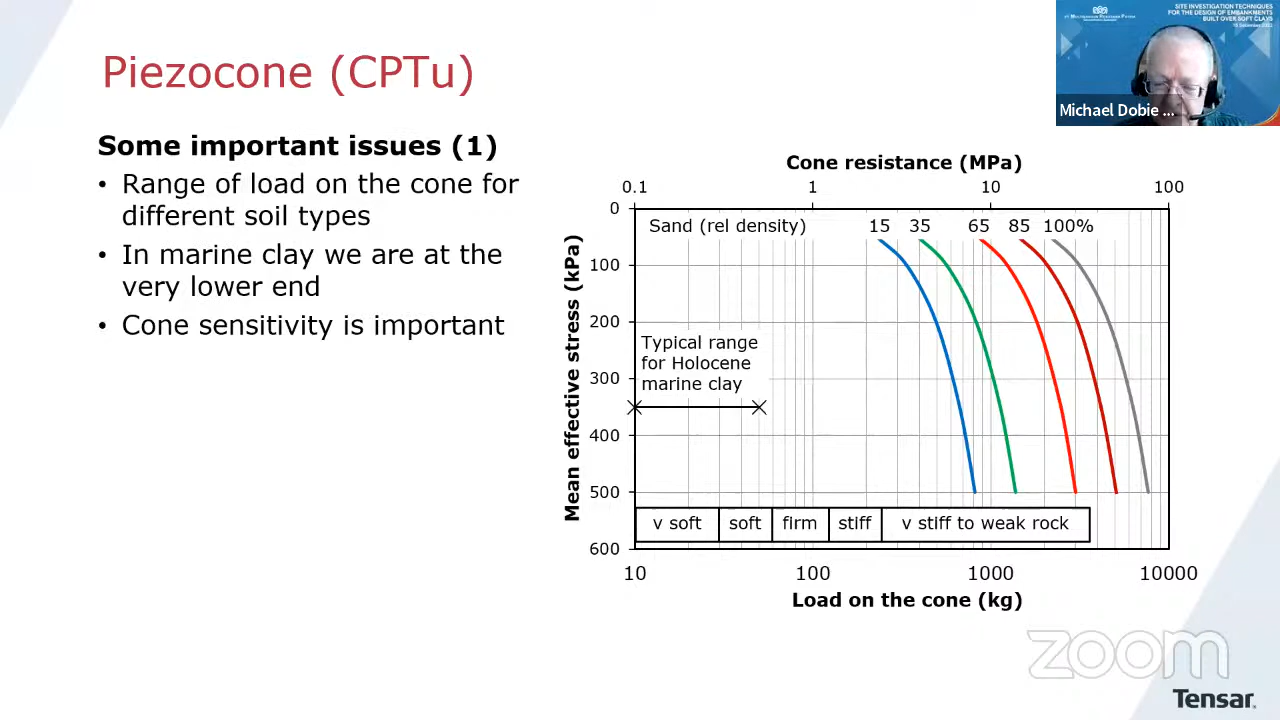 Piezocone (CPTu)
Some important issues (1)
• Range of load on the cone for
different soil types
• In marine clay we are at the
very lower end
• Cone sensitivity is important
SITE INVESTIGATION TECHNIQUES
FOR THE DESIGN OF EMBANKMENTS
BUILT OVER SOFT CLAYS
Michael Dobie ...
Cone resistance (MPa)
0.1 1 10 100
Mean effective stress (kPa)
0
100
200
300
400
500
600
Sand (rel density) 15 35 65 85 100%
Typical range
for Holocene
marine clay
v soft soft firm stiff v stiff to weak rock
10 100 1000 10000
Load on the cone (kg)
zoom
Tensar